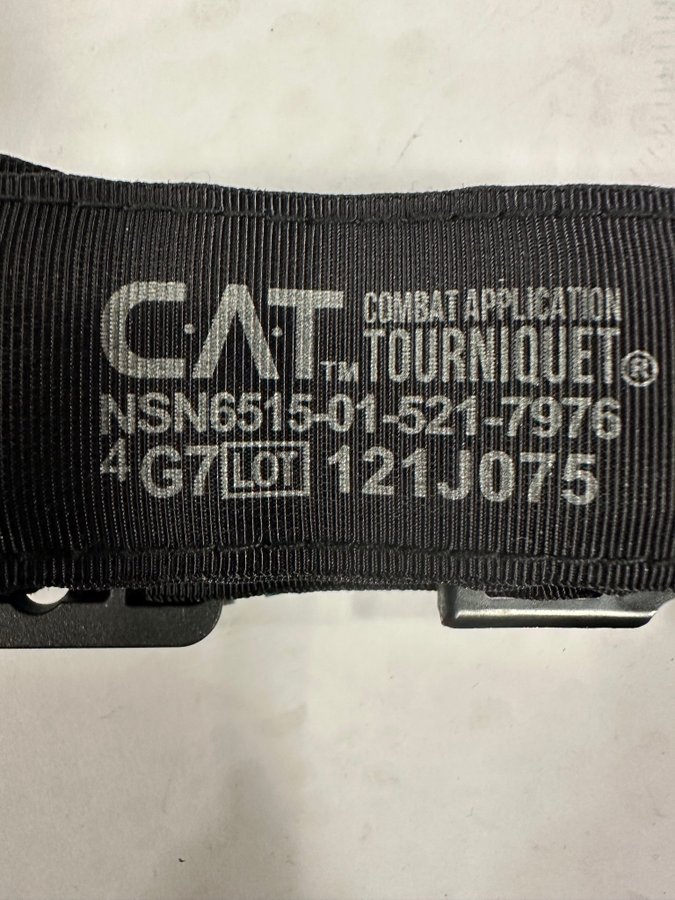 C·A·T™ COMBAT APPLICATION
TOURNIQUET®
NSN6515-01-521-7976
4 G7 LOT 121J075